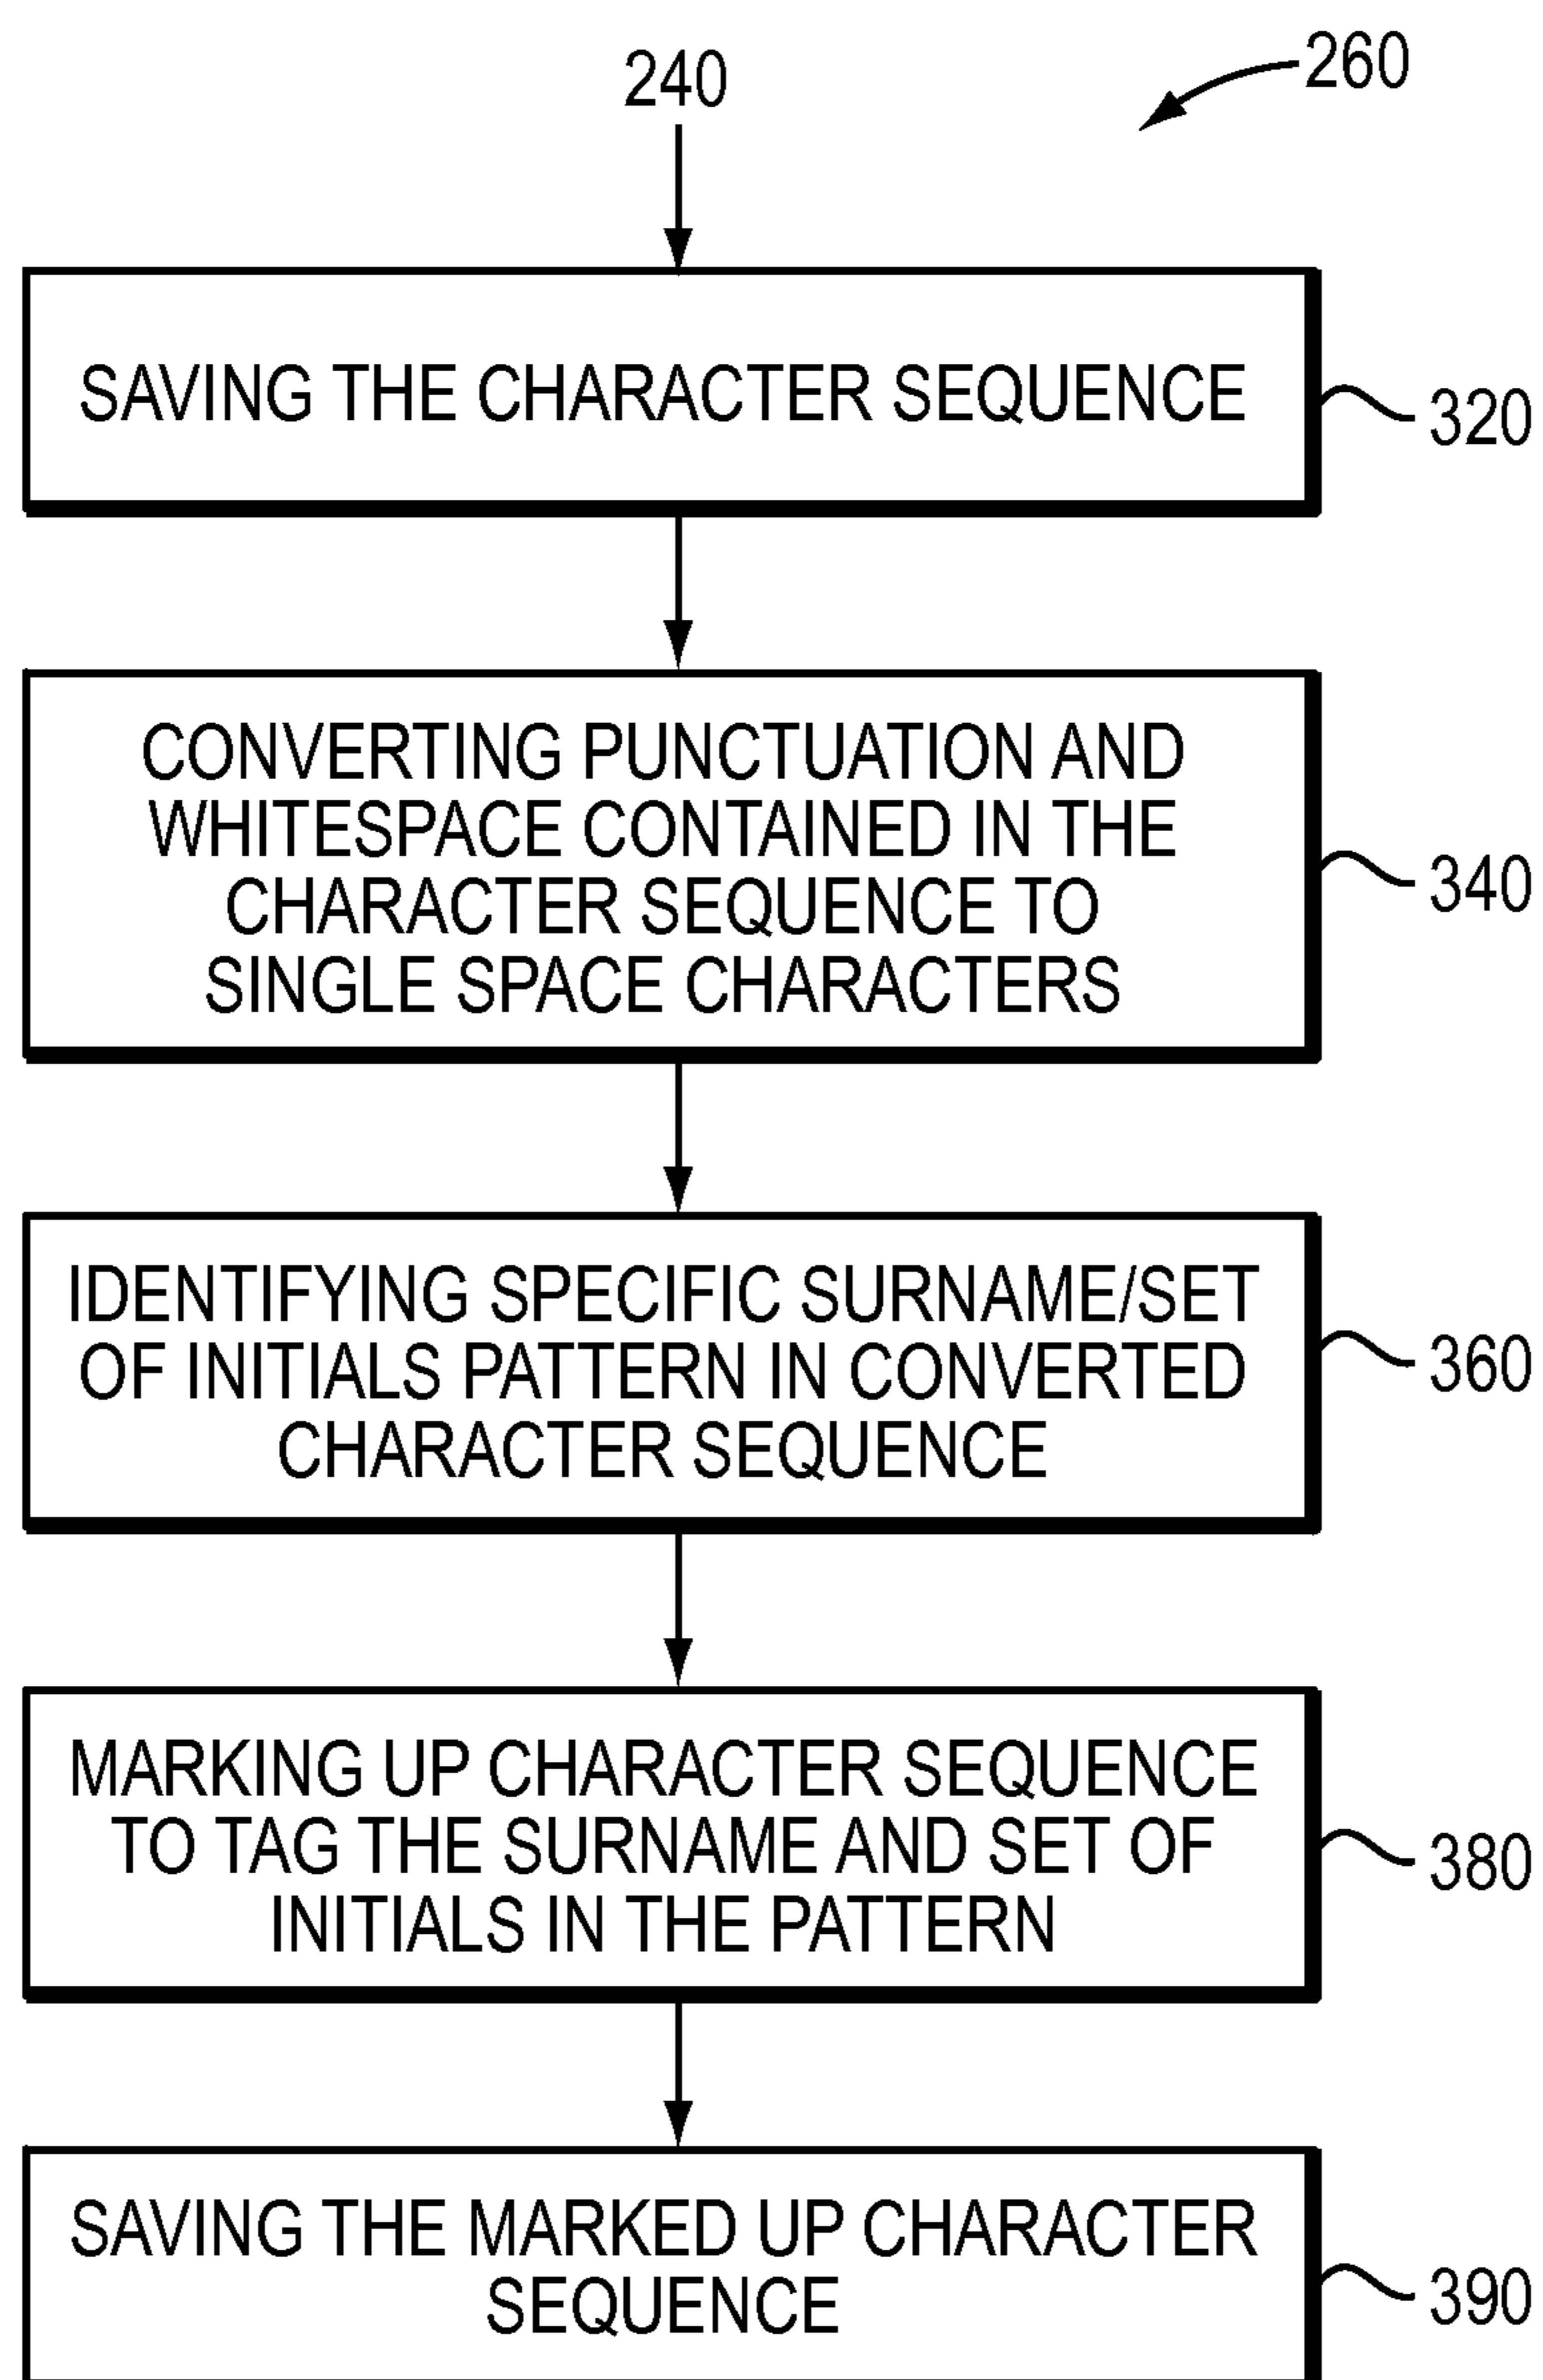 240
260
SAVING THE CHARACTER SEQUENCE
320
CONVERTING PUNCTUATION AND
WHITESPACE CONTAINED IN THE
CHARACTER SEQUENCE TO
SINGLE SPACE CHARACTERS
340
IDENTIFYING SPECIFIC SURNAME/SET
OF INITIALS PATTERN IN CONVERTED
CHARACTER SEQUENCE
360
MARKING UP CHARACTER SEQUENCE
TO TAG THE SURNAME AND SET OF
INITIALS IN THE PATTERN
380
SAVING THE MARKED UP CHARACTER
SEQUENCE
390